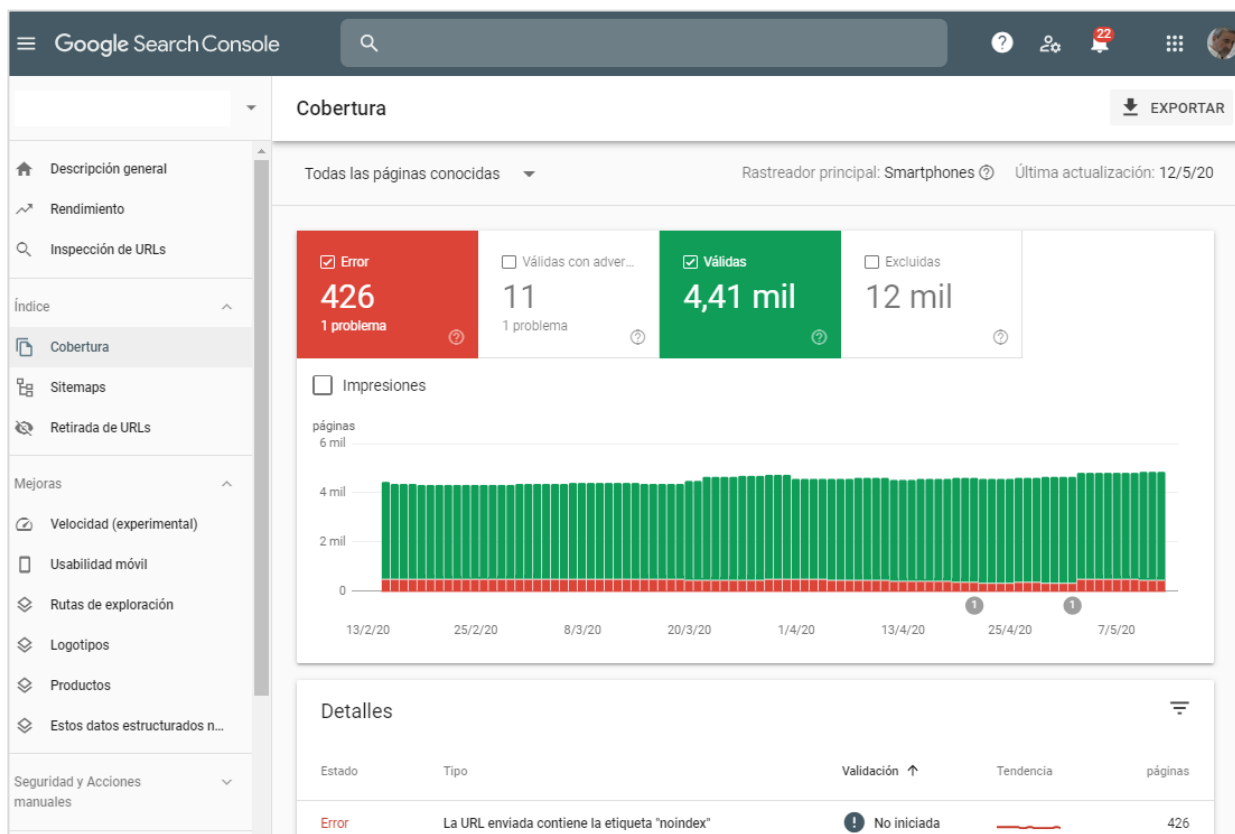 Google Search Console
22
Cobertura
EXPORTAR
Descripción general
Rendimiento
Inspección de URLs
Índice
Cobertura
Sitemaps
Retirada de URLs
Mejoras
Velocidad (experimental)
Usabilidad móvil
Rutas de exploración
Logotipos
Productos
Estos datos estructurados n...
Seguridad y Acciones
manuales
Todas las páginas conocidas
Rastreador principal: Smartphones
Última actualización: 12/5/20
Error
426
1 problema
Válidas con adver...
11
1 problema
Válidas
4,41 mil
Excluidas
12 mil
Impresiones
páginas
6 mil
4 mil
2 mil
0
1
1
13/2/20
25/2/20
8/3/20
20/3/20
1/4/20
13/4/20
25/4/20
7/5/20
Detalles
Estado Tipo Validación Tendencia páginas
Error La URL enviada contiene la etiqueta "noindex" No iniciada 426